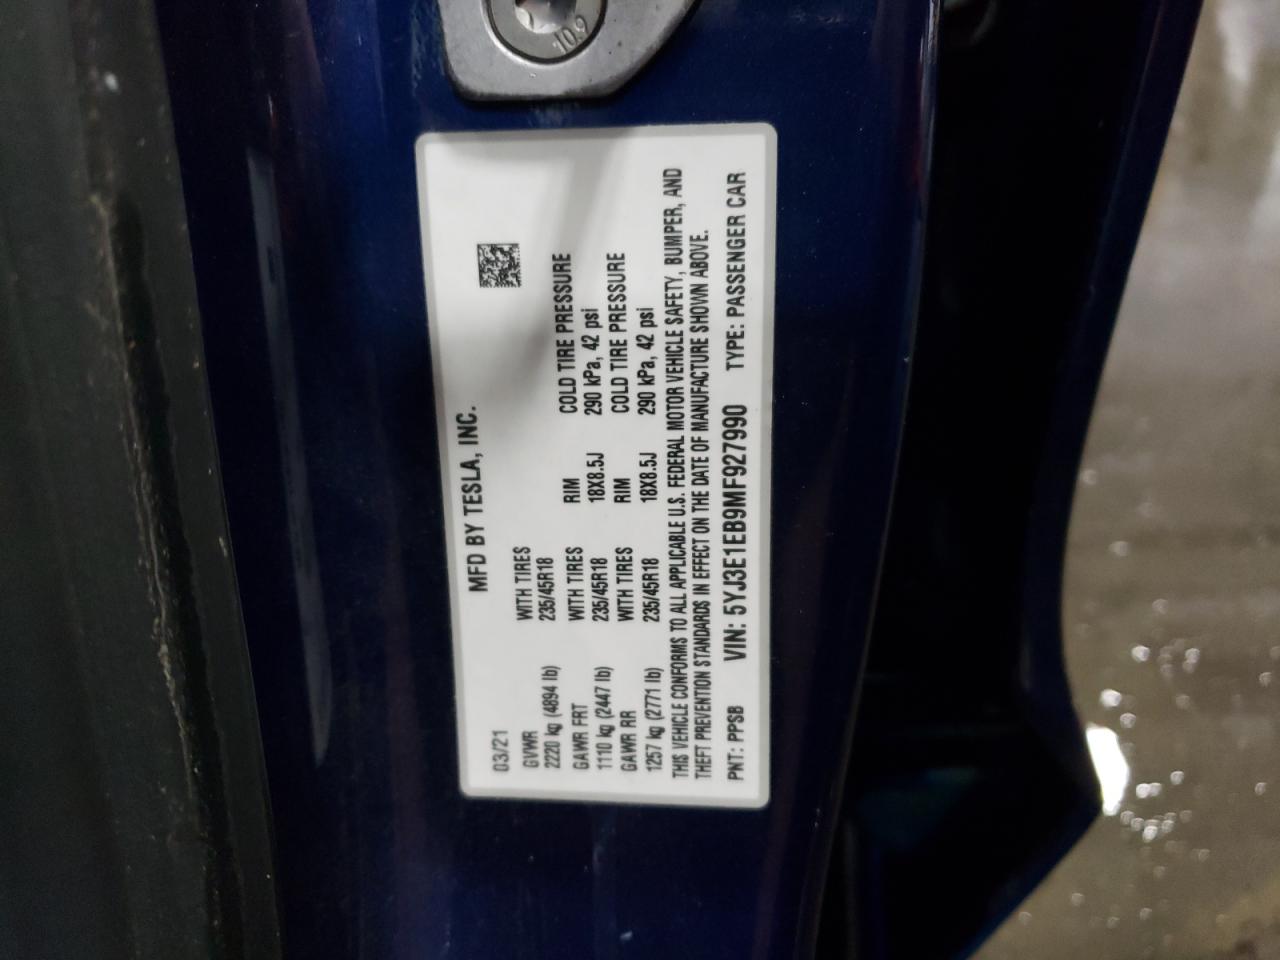 10.9
MFD BY TESLA, INC.
03/21
GVWR WITH TIRES
2220 kg (4894 lb) 235/45R18
GAWR FRT WITH TIRES RIM COLD TIRE PRESSURE
1110 kg (2447 lb) 235/45R18 18X8.5J 290 kPa, 42 psi
GAWR RR WITH TIRES RIM COLD TIRE PRESSURE
1257 kg (2771 lb) 235/45R18 18X8.5J 290 kPa, 42 psi
THIS VEHICLE CONFORMS TO ALL APPLICABLE U.S. FEDERAL MOTOR VEHICLE SAFETY, BUMPER, AND
THEFT PREVENTION STANDARDS IN EFFECT ON THE DATE OF MANUFACTURE SHOWN ABOVE.
PNT: PPSB VIN: 5YJ3E1EB9MF927990 TYPE: PASSENGER CAR